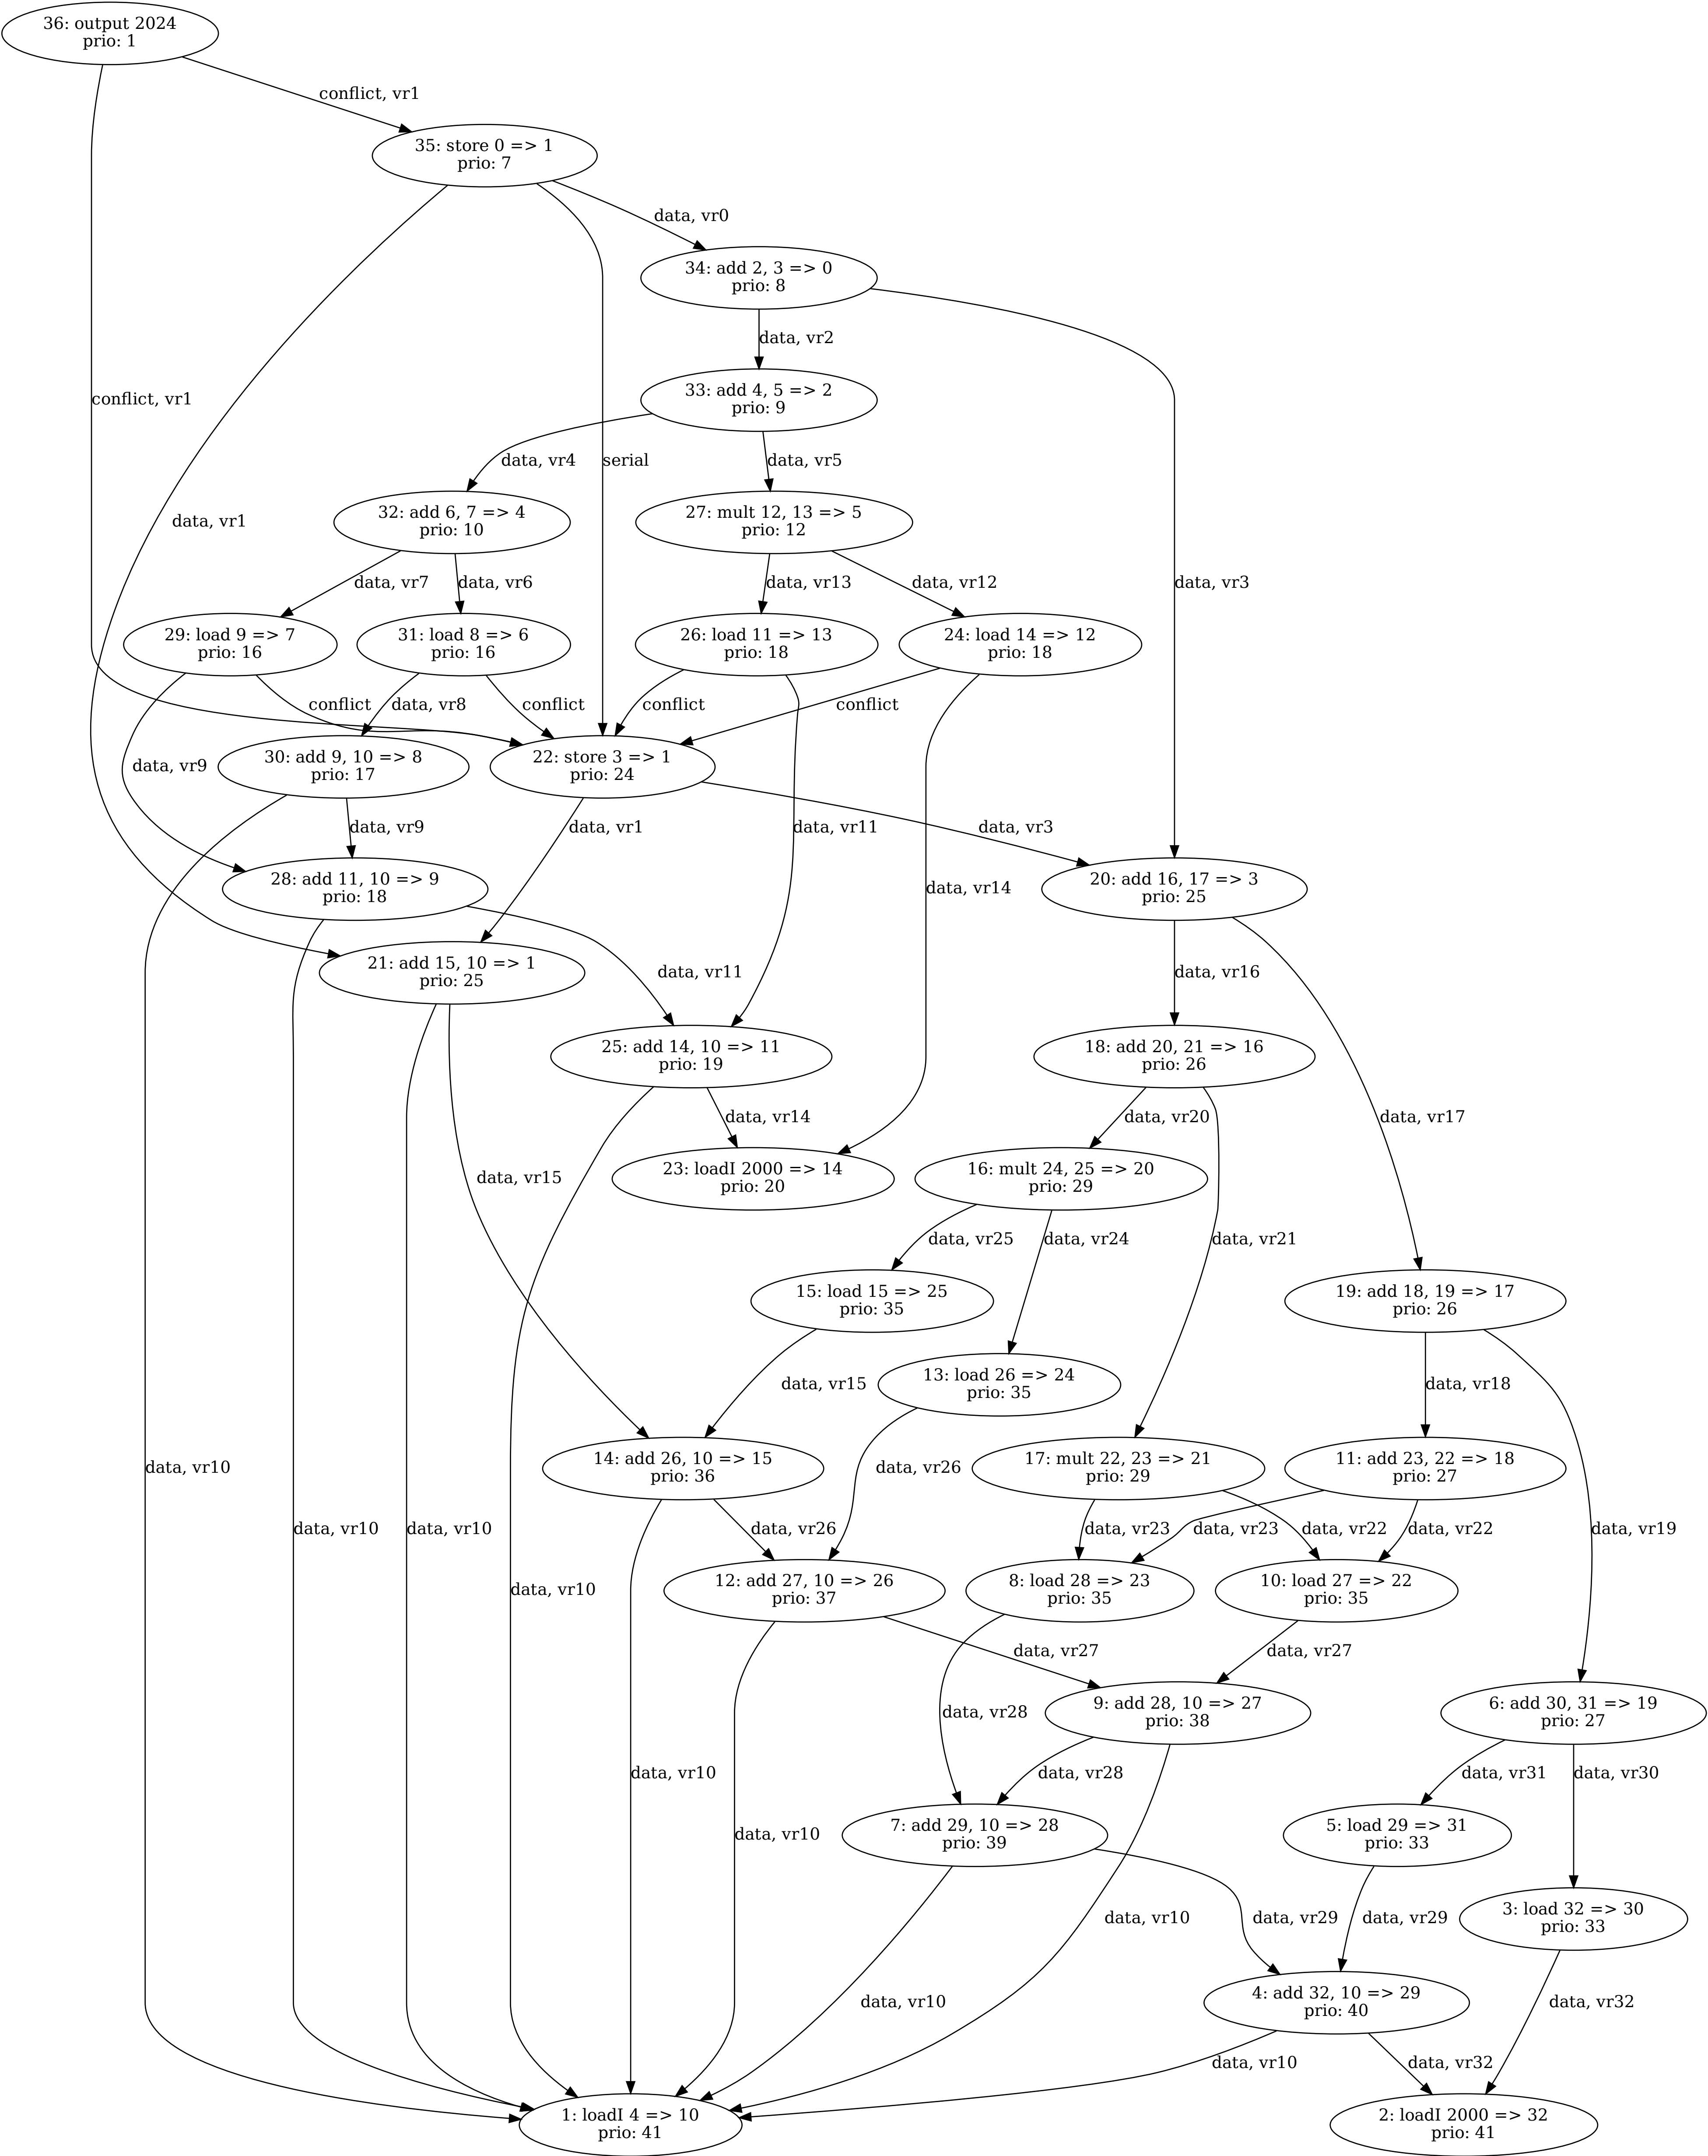 36: output 2024
prio: 1
conflict, vr1
35: store 0 => 1
prio: 7
data, vr0
34: add 2, 3 => 0
prio: 8
data, vr2
33: add 4, 5 => 2
prio: 9
conflict, vr1
data, vr4
serial
data, vr5
data, vr1
32: add 6, 7 => 4
prio: 10
27: mult 12, 13 => 5
prio: 12
data, vr7
data, vr6
data, vr13
data, vr12
data, vr3
29: load 9 => 7
prio: 16
31: load 8 => 6
prio: 16
26: load 11 => 13
prio: 18
24: load 14 => 12
prio: 18
conflict
data, vr8
conflict
conflict
conflict
data, vr9
30: add 9, 10 => 8
prio: 17
22: store 3 => 1
prio: 24
data, vr9
data, vr1
data, vr11
data, vr3
28: add 11, 10 => 9
prio: 18
data, vr14
20: add 16, 17 => 3
prio: 25
21: add 15, 10 => 1
prio: 25
data, vr11
data, vr16
25: add 14, 10 => 11
prio: 19
18: add 20, 21 => 16
prio: 26
data, vr14
data, vr20
data, vr17
data, vr15
23: loadI 2000 => 14
prio: 20
16: mult 24, 25 => 20
prio: 29
data, vr25
data, vr24
data, vr21
15: load 15 => 25
prio: 35
19: add 18, 19 => 17
prio: 26
data, vr15
13: load 26 => 24
prio: 35
data, vr18
data, vr10
14: add 26, 10 => 15
prio: 36
data, vr26
17: mult 22, 23 => 21
prio: 29
11: add 23, 22 => 18
prio: 27
data, vr10
data, vr10
data, vr26
data, vr23
data, vr23
data, vr22
data, vr22
data, vr19
data, vr10
12: add 27, 10 => 26
prio: 37
8: load 28 => 23
prio: 35
10: load 27 => 22
prio: 35
data, vr27
data, vr27
data, vr28
9: add 28, 10 => 27
prio: 38
6: add 30, 31 => 19
prio: 27
data, vr10
data, vr28
data, vr31
data, vr30
data, vr10
7: add 29, 10 => 28
prio: 39
5: load 29 => 31
prio: 33
data, vr10
data, vr29
data, vr29
3: load 32 => 30
prio: 33
data, vr10
4: add 32, 10 => 29
prio: 40
data, vr32
data, vr10
data, vr32
1: loadI 4 => 10
prio: 41
2: loadI 2000 => 32
prio: 41